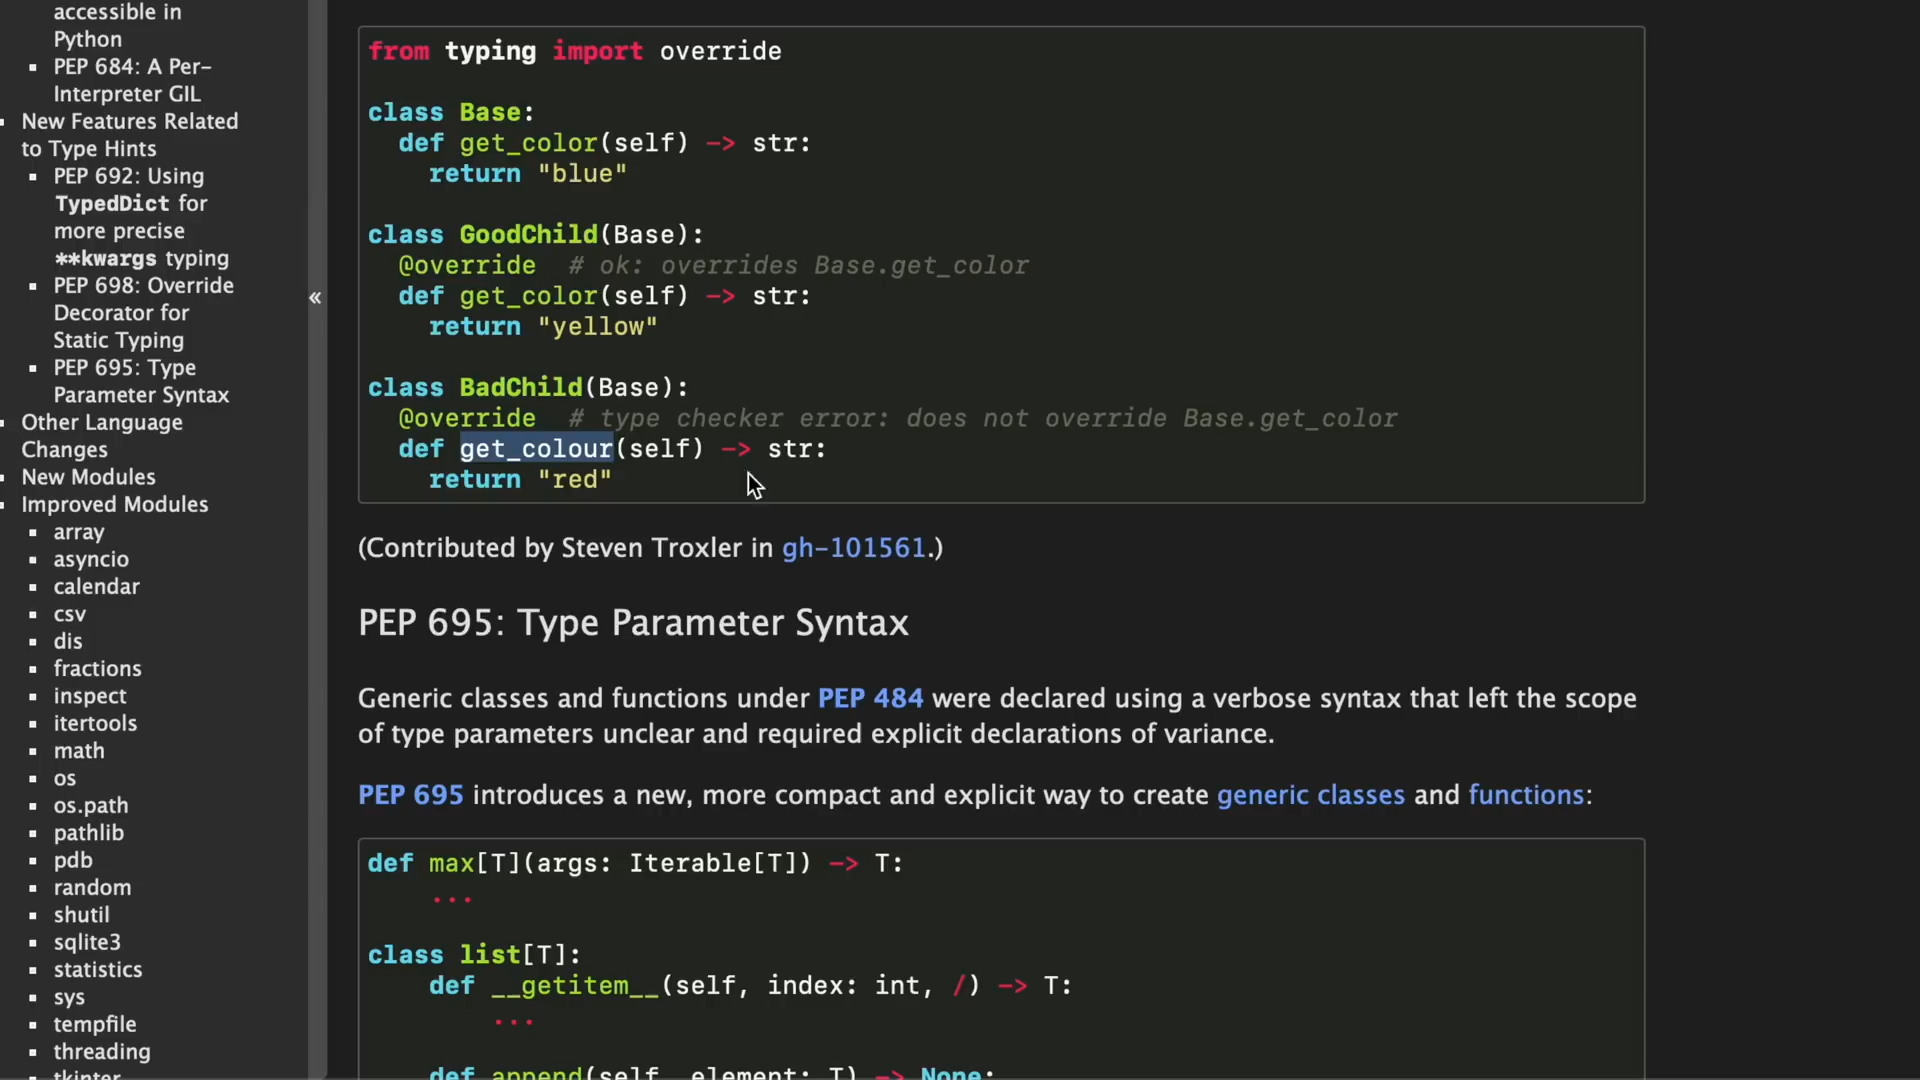 accessible in
Python
▪ PEP 684: A Per-
Interpreter GIL
▪ New Features Related
to Type Hints
▪ PEP 692: Using
TypedDict for
more precise
**kwargs typing
▪ PEP 698: Override
Decorator for
Static Typing
▪ PEP 695: Type
Parameter Syntax
▪ Other Language
Changes
▪ New Modules
▪ Improved Modules
▪ array
▪ asyncio
▪ calendar
▪ csv
▪ dis
▪ fractions
▪ inspect
▪ itertools
▪ math
▪ os
▪ os.path
▪ pathlib
▪ pdb
▪ random
▪ shutil
▪ sqlite3
▪ statistics
▪ sys
▪ tempfile
▪ threading
▪ tkinter
«
from typing import override
class Base:
  def get_color(self) -> str:
    return "blue"
class GoodChild(Base):
  @override  # ok: overrides Base.get_color
  def get_color(self) -> str:
    return "yellow"
class BadChild(Base):
  @override  # type checker error: does not override Base.get_color
  def get_colour(self) -> str:
    return "red"
(Contributed by Steven Troxler in gh-101561.)
PEP 695: Type Parameter Syntax
Generic classes and functions under PEP 484 were declared using a verbose syntax that left the scope
of type parameters unclear and required explicit declarations of variance.
PEP 695 introduces a new, more compact and explicit way to create generic classes and functions:
def max[T](args: Iterable[T]) -> T:
    ...
class list[T]:
    def __getitem__(self, index: int, /) -> T:
        ...
    def append(self, element: T) -> None: